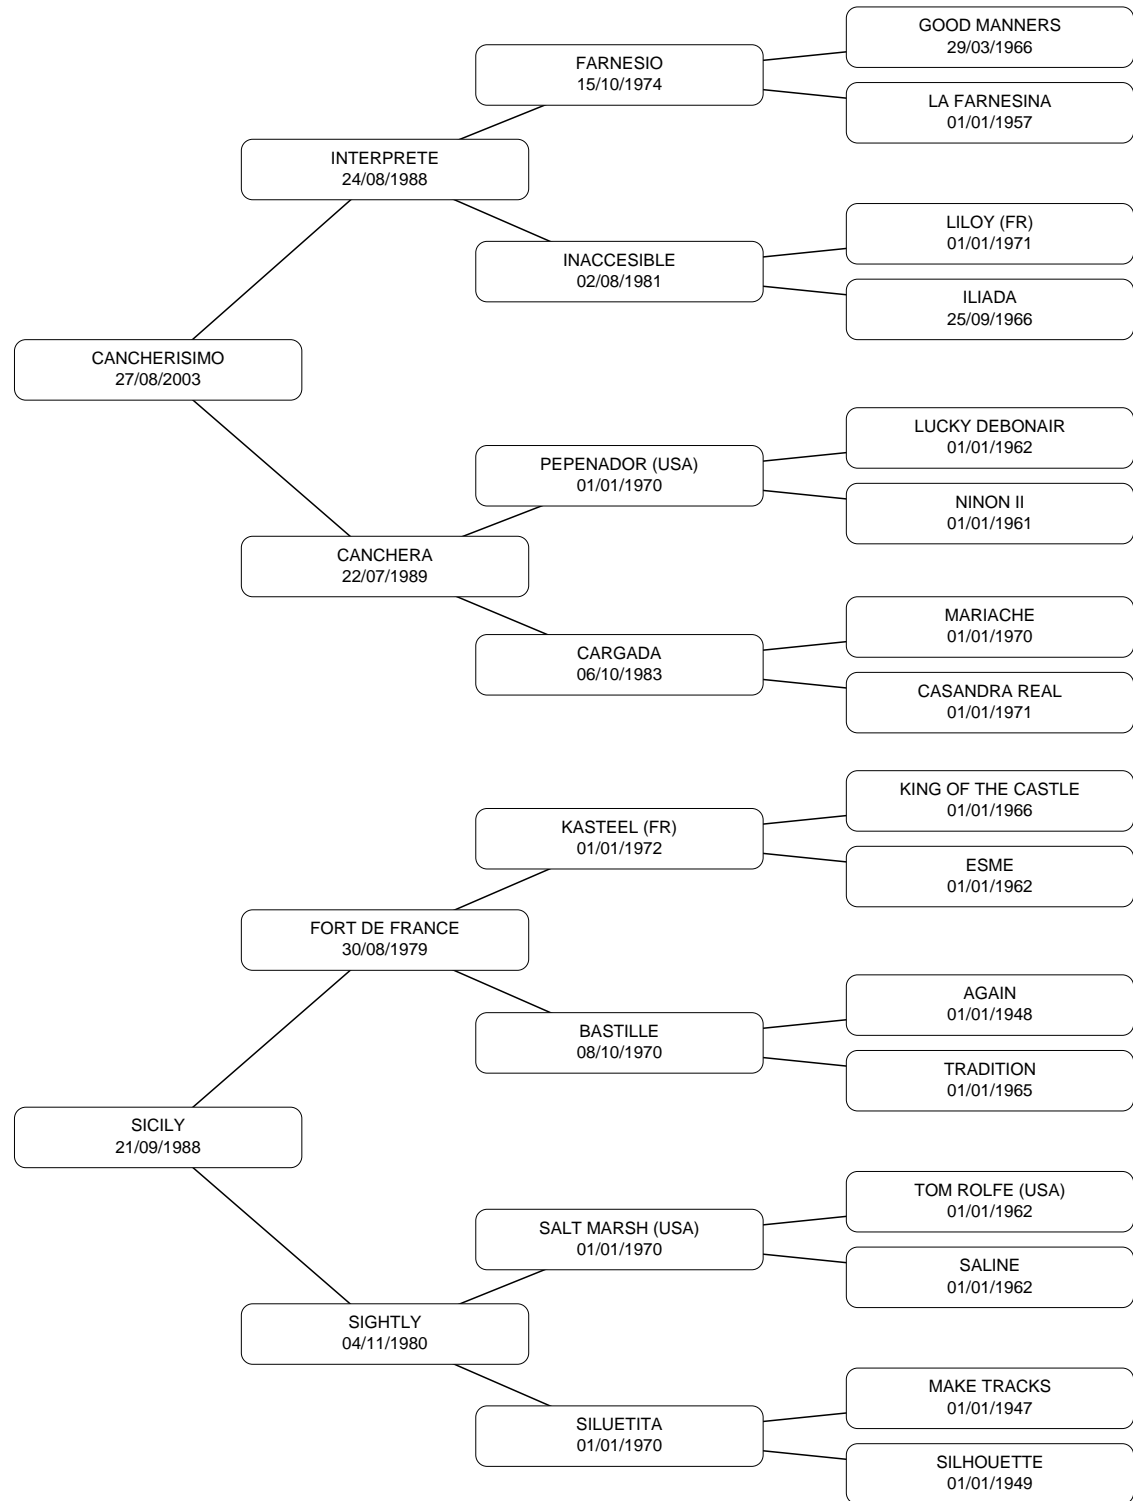 GOOD MANNERS
29/03/1966
FARNESIO
15/10/1974
LA FARNESINA
01/01/1957
INTERPRETE
24/08/1988
LILOY (FR)
01/01/1971
INACCESIBLE
02/08/1981
ILIADA
25/09/1966
CANCHERISIMO
27/08/2003
LUCKY DEBONAIR
01/01/1962
PEPENADOR (USA)
01/01/1970
NINON II
01/01/1961
CANCHERA
22/07/1989
MARIACHE
01/01/1970
CARGADA
06/10/1983
CASANDRA REAL
01/01/1971
KING OF THE CASTLE
01/01/1966
KASTEEL (FR)
01/01/1972
ESME
01/01/1962
FORT DE FRANCE
30/08/1979
AGAIN
01/01/1948
BASTILLE
08/10/1970
TRADITION
01/01/1965
SICILY
21/09/1988
TOM ROLFE (USA)
01/01/1962
SALT MARSH (USA)
01/01/1970
SALINE
01/01/1962
SIGHTLY
04/11/1980
MAKE TRACKS
01/01/1947
SILUETITA
01/01/1970
SILHOUETTE
01/01/1949